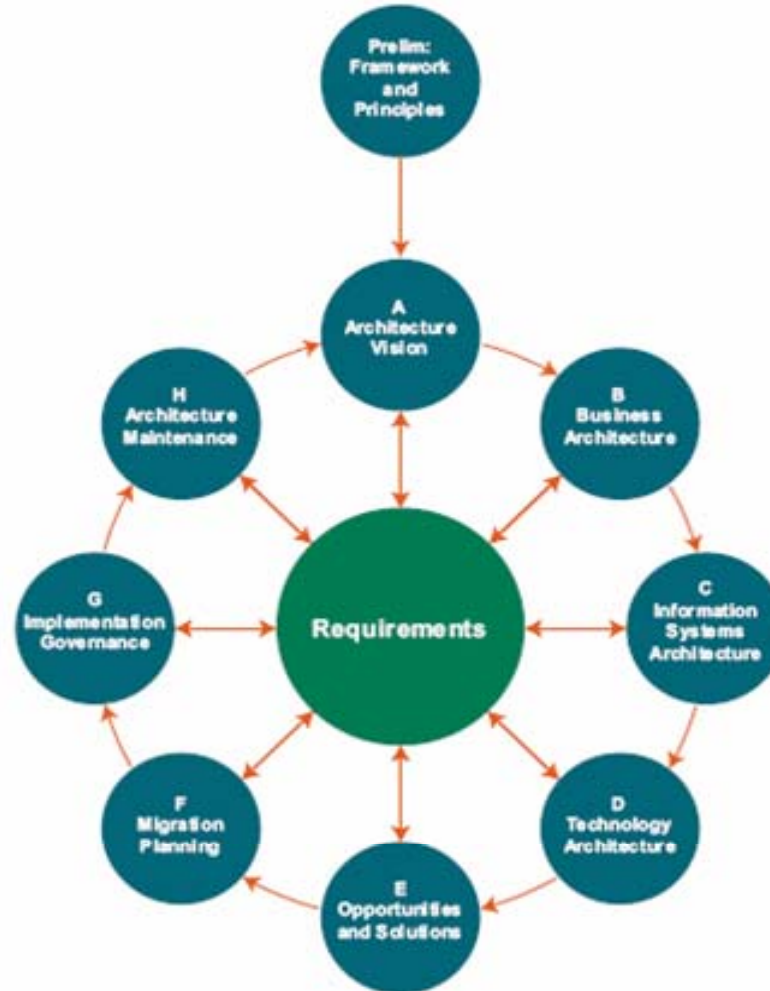 Prelim:
Framework
and
Principles
A
Architecture
Vision
H
Architecture
Maintenance
B
Business
Architecture
G
Implementation
Governance
Requirements
C
Information
Systems
Architecture
F
Migration
Planning
D
Technology
Architecture
E
Opportunities
and Solutions